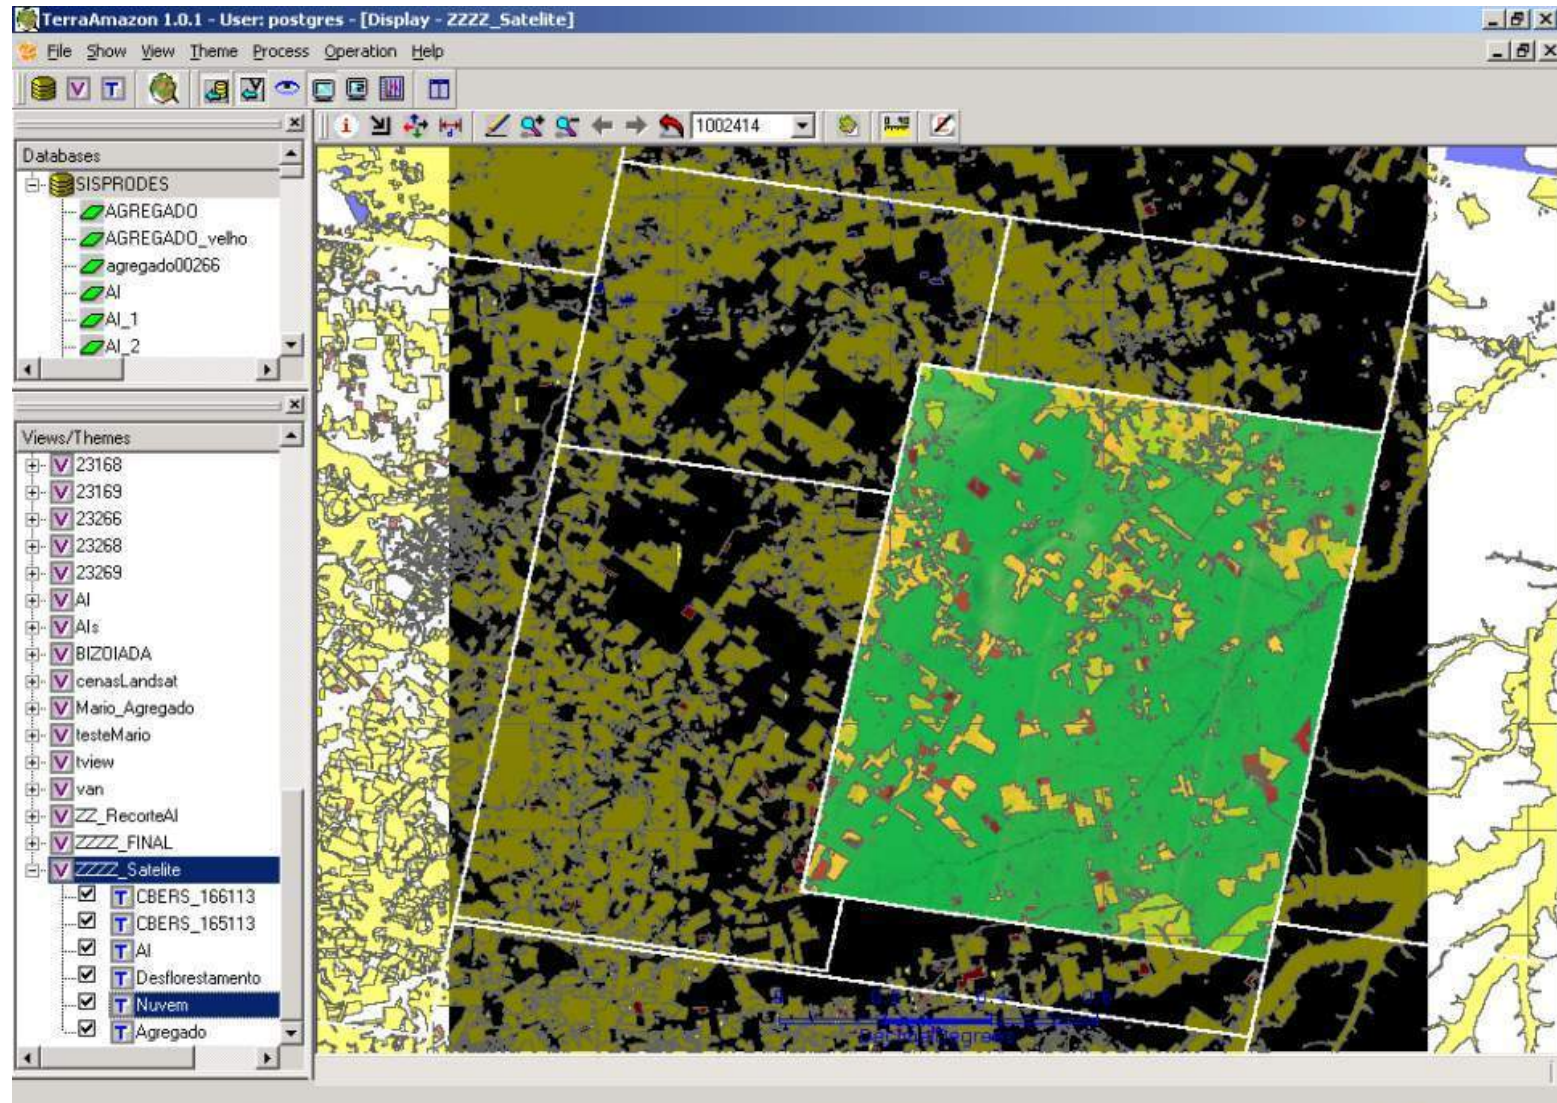 TerraAmazon 1.0.1 - User: postgres - [Display - ZZZZ_Satelite]
File Show View Theme Process Operation Help
1002414
Databases
SISPRODES
AGREGADO
AGREGADO_velho
agregado00266
AI
AI_1
AI_2
Views/Themes
23168
23169
23266
23268
23269
AI
AIs
BIZOIADA
cenasLandsat
Mario_Agregado
testeMario
tview
van
ZZ_RecorteAI
ZZZZ_FINAL
ZZZZ_Satelite
CBERS_166113
CBERS_165113
AI
Desflorestamento
Nuvem
Agregado